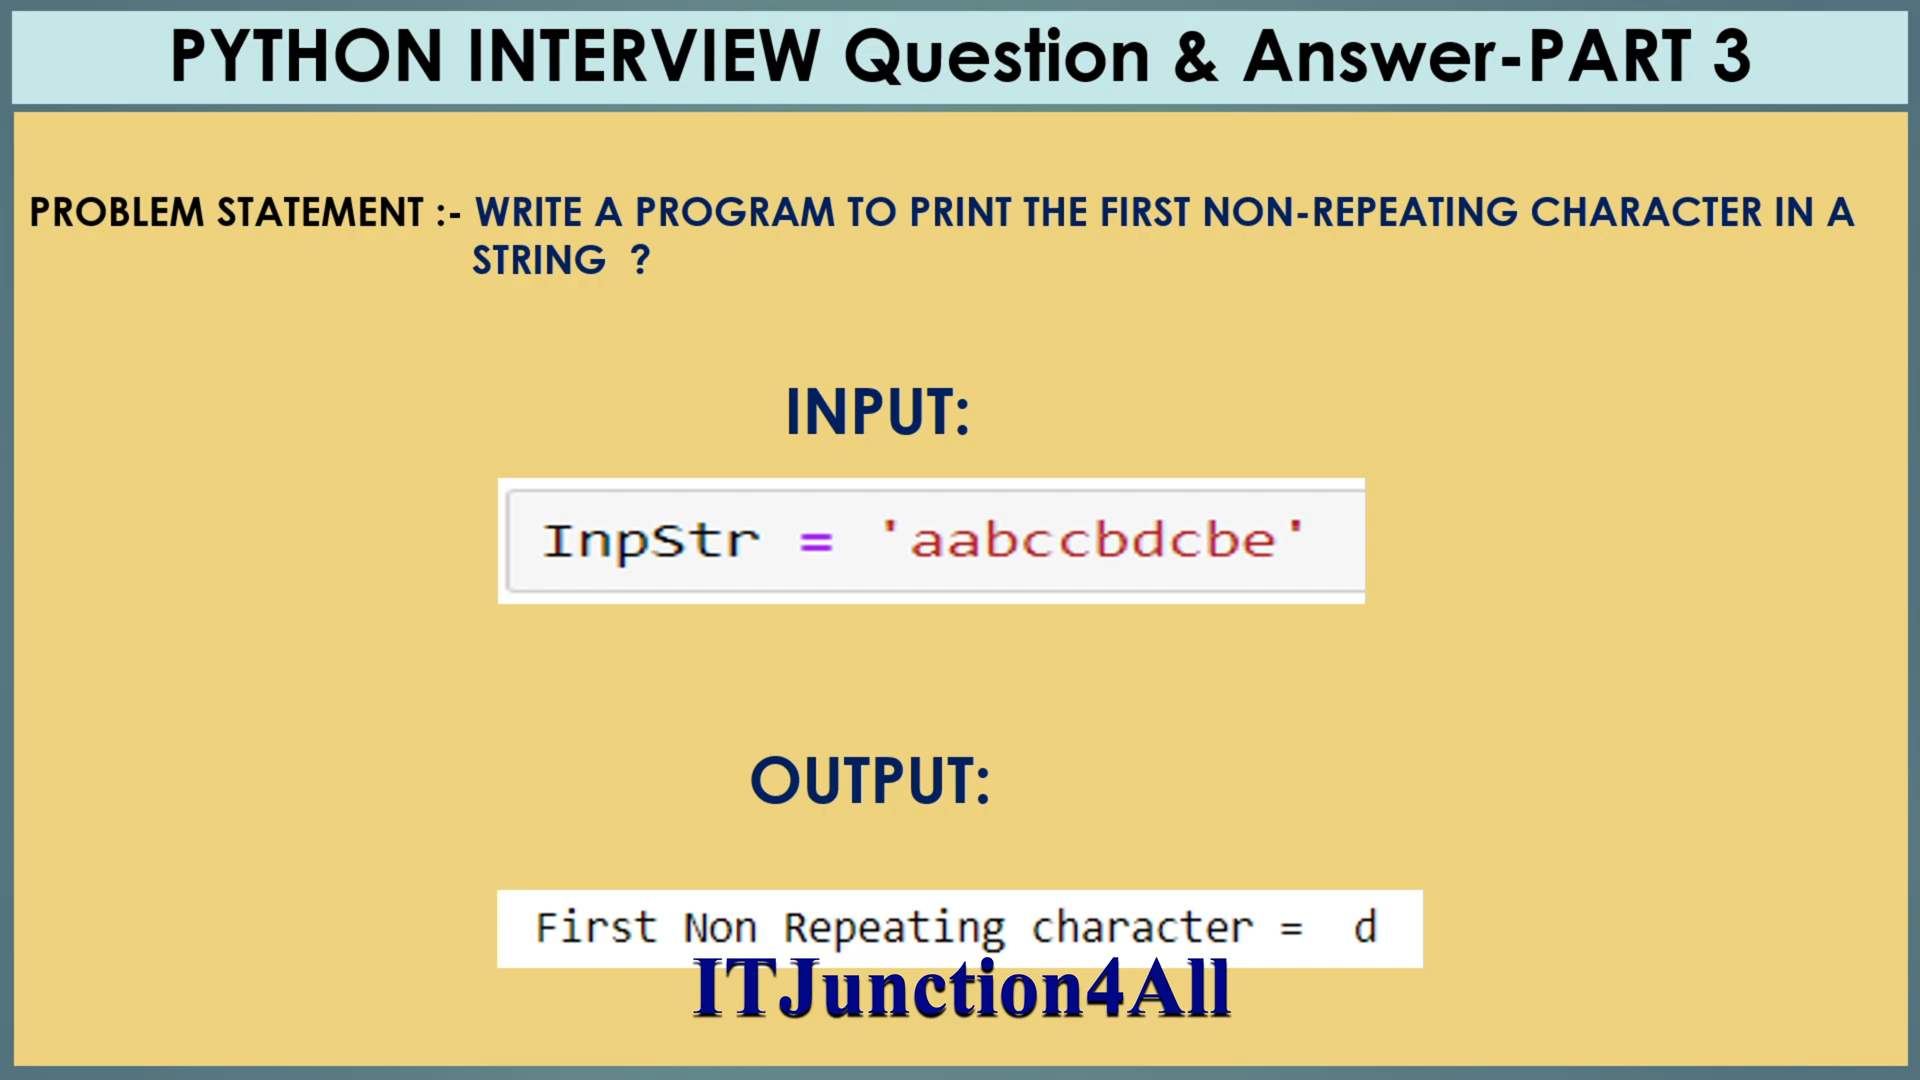 PYTHON INTERVIEW Question & Answer-PART 3
PROBLEM STATEMENT :- WRITE A PROGRAM TO PRINT THE FIRST NON-REPEATING CHARACTER IN A
STRING ?
INPUT:
InpStr = 'aabccbdcbe'
OUTPUT:
First Non Repeating character = d
ITJunction4All